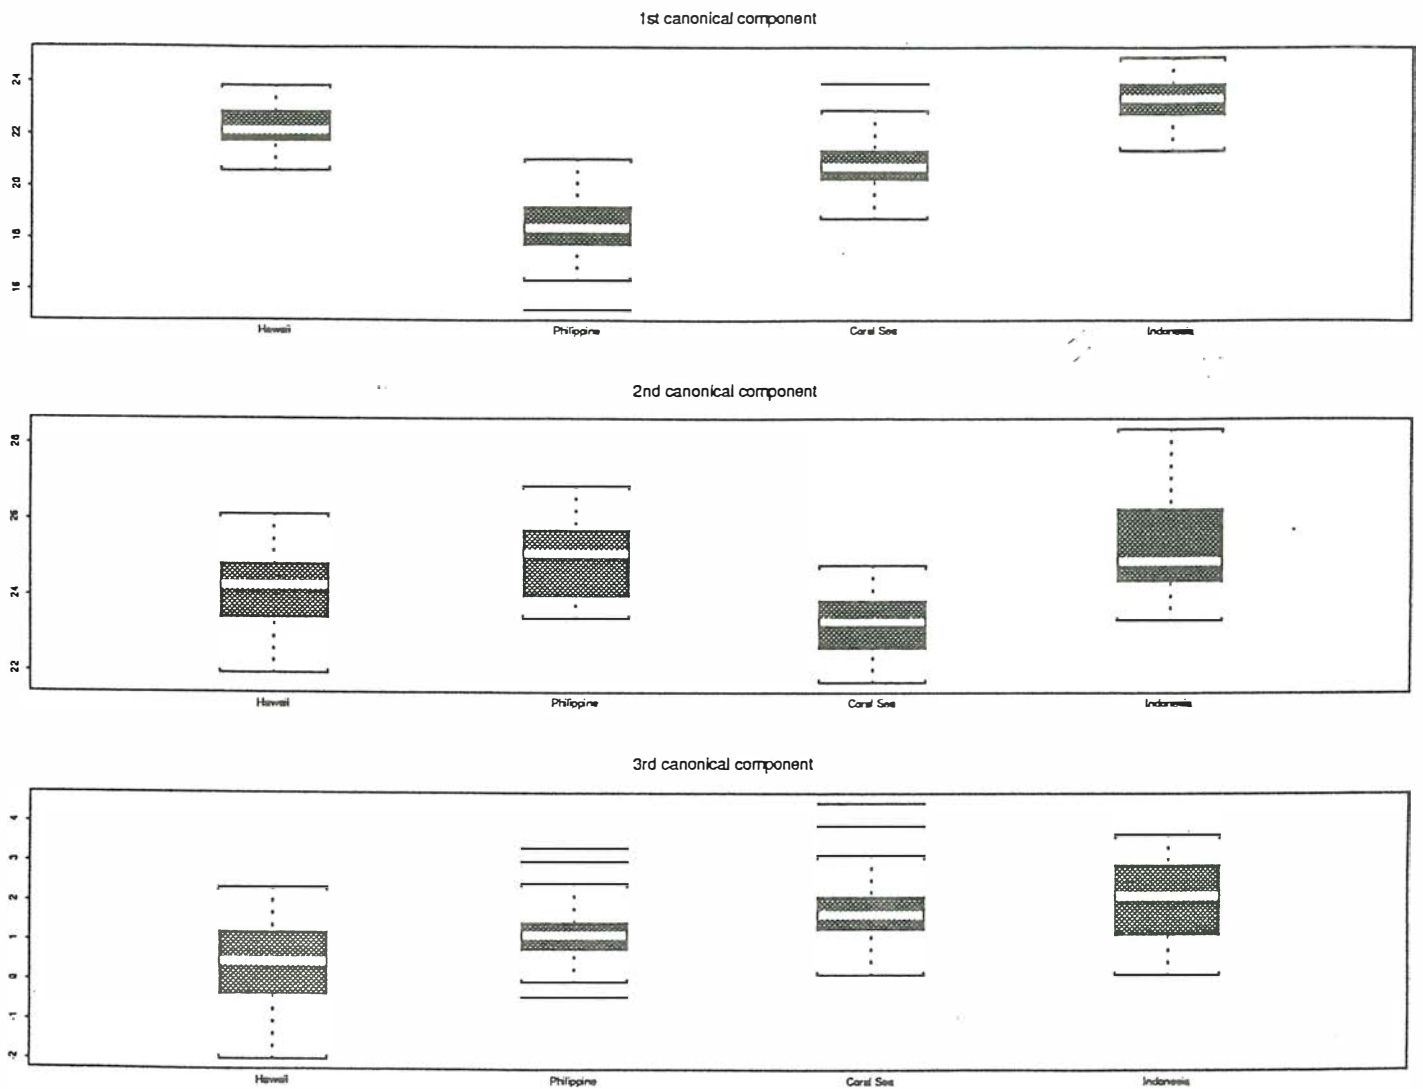 1st canonical component
24
22
20
18
16
Hawaii Philippine Coral Sea Indonesia
2nd canonical component
28
26
24
22
Hawaii Philippine Coral Sea Indonesia
3rd canonical component
4
3
2
1
0
-1
-2
Hawaii Philippine Coral Sea Indonesia